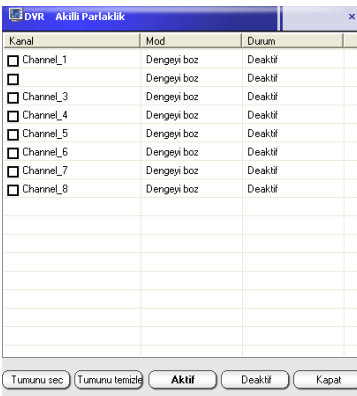 DVR Akilli Parlaklik
Kanal Mod Durum
Channel_1 Dengeyi boz Deaktif
Dengeyi boz Deaktif
Channel_3 Dengeyi boz Deaktif
Channel_4 Dengeyi boz Deaktif
Channel_5 Dengeyi boz Deaktif
Channel_6 Dengeyi boz Deaktif
Channel_7 Dengeyi boz Deaktif
Channel_8 Dengeyi boz Deaktif
Tumunu sec Tumunu temizle Aktif Deaktif Kapat